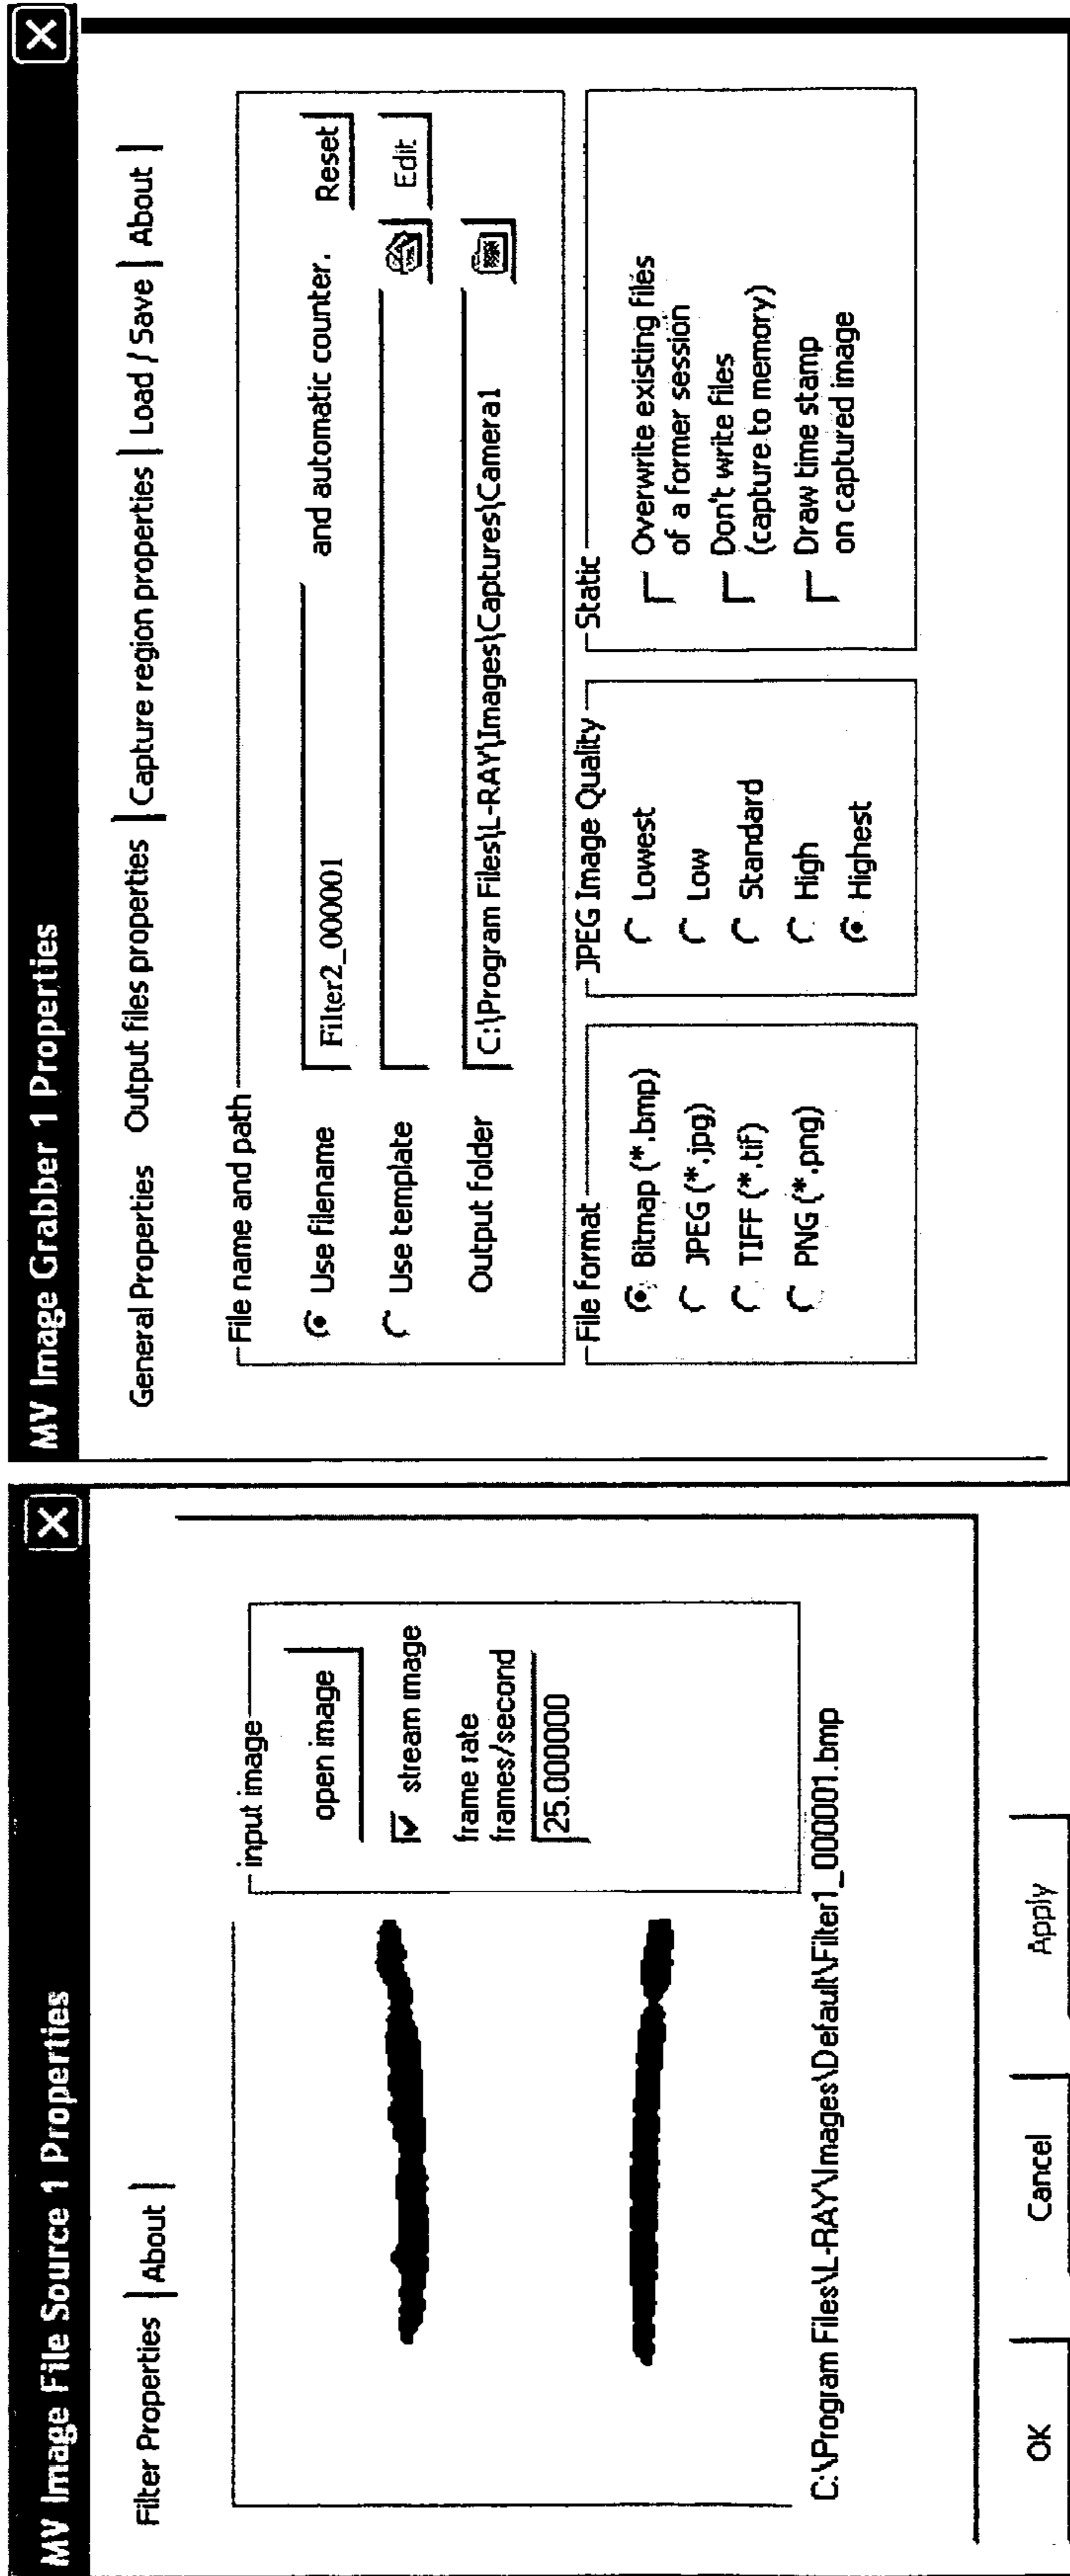 MV Image File Source 1 Properties
Filter Properties | About |
input image
open image
stream image
frame rate
frames/second
25.000000
C:\Program Files\L-RAY\Images\Default\Filter1_000001.bmp
OK
Cancel
Apply
MV Image Grabber 1 Properties
General Properties Output files properties | Capture region properties | Load / Save | About |
File name and path
Use filename
Filter2_000001
and automatic counter.
Reset
Use template
Edit
Output folder
C:\Program Files\L-RAY\Images\Captures\Camera1
File format
Bitmap (*.bmp)
JPEG (*.jpg)
TIFF (*.tif)
PNG (*.png)
JPEG Image Quality
Lowest
Low
Standard
High
Highest
Static
Overwrite existing files
of a former session
Don't write files
(capture to memory)
Draw time stamp
on captured image